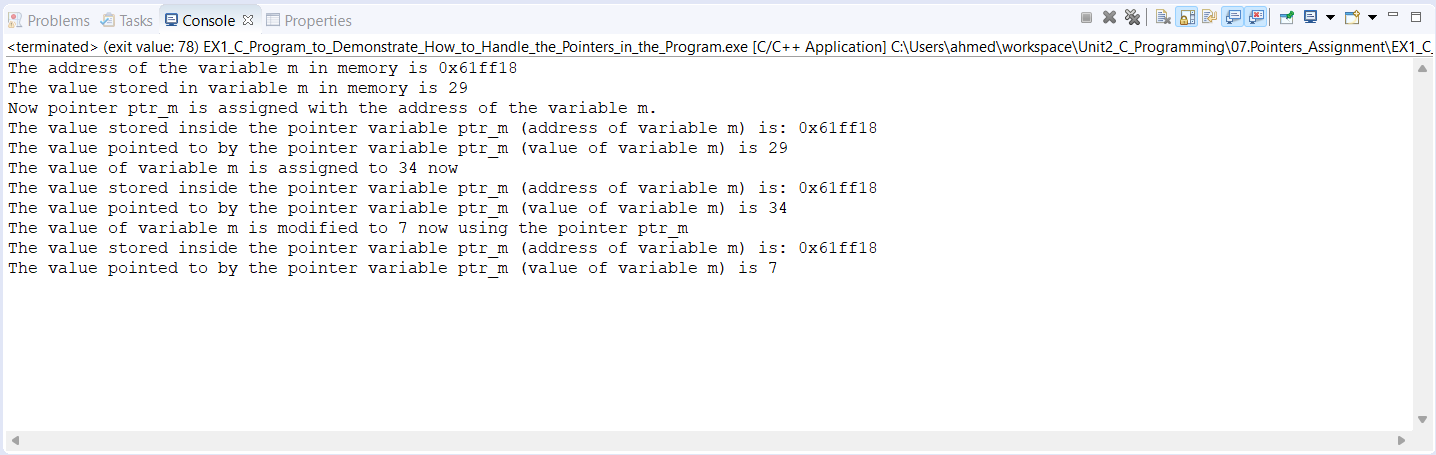 Problems Tasks Console Properties
<terminated> (exit value: 78) EX1_C_Program_to_Demonstrate_How_to_Handle_the_Pointers_in_the_Program.exe [C/C++ Application] C:\Users\ahmed\workspace\Unit2_C_Programming\07.Pointers_Assignment\EX1_C_
The address of the variable m in memory is 0x61ff18
The value stored in variable m in memory is 29
Now pointer ptr_m is assigned with the address of the variable m.
The value stored inside the pointer variable ptr_m (address of variable m) is: 0x61ff18
The value pointed to by the pointer variable ptr_m (value of variable m) is 29
The value of variable m is assigned to 34 now
The value stored inside the pointer variable ptr_m (address of variable m) is: 0x61ff18
The value pointed to by the pointer variable ptr_m (value of variable m) is 34
The value of variable m is modified to 7 now using the pointer ptr_m
The value stored inside the pointer variable ptr_m (address of variable m) is: 0x61ff18
The value pointed to by the pointer variable ptr_m (value of variable m) is 7